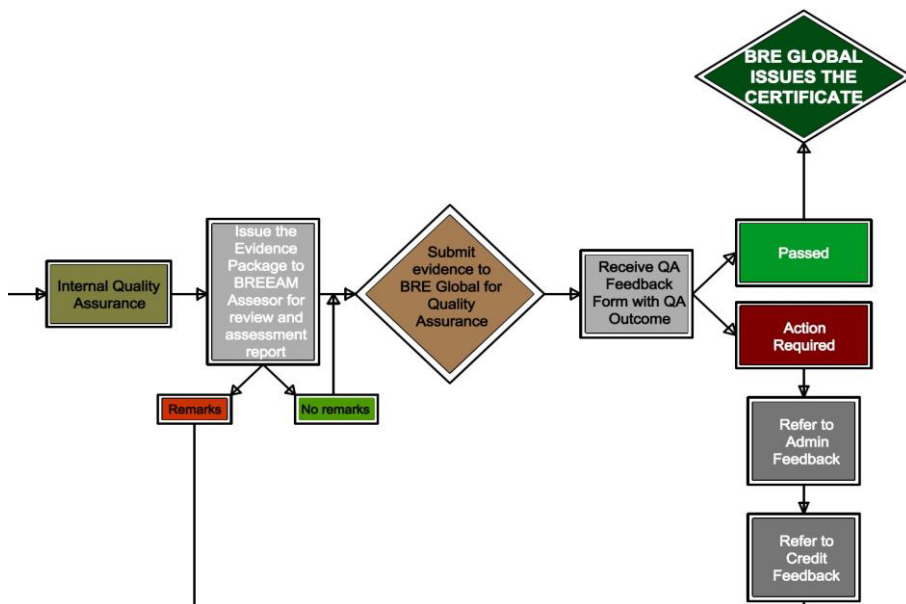 BRE GLOBAL
ISSUES THE
CERTIFICATE
Internal Quality
Assurance
Issue the
Evidence
Package to
BREEAM
Assesor for
review and
assessment
report
Submit
evidence to
BRE Global for
Quality
Assurance
Receive QA
Feedback
Form with QA
Outcome
Passed
Action
Required
Remarks
No remarks
Refer to
Admin
Feedback
Refer to
Credit
Feedback